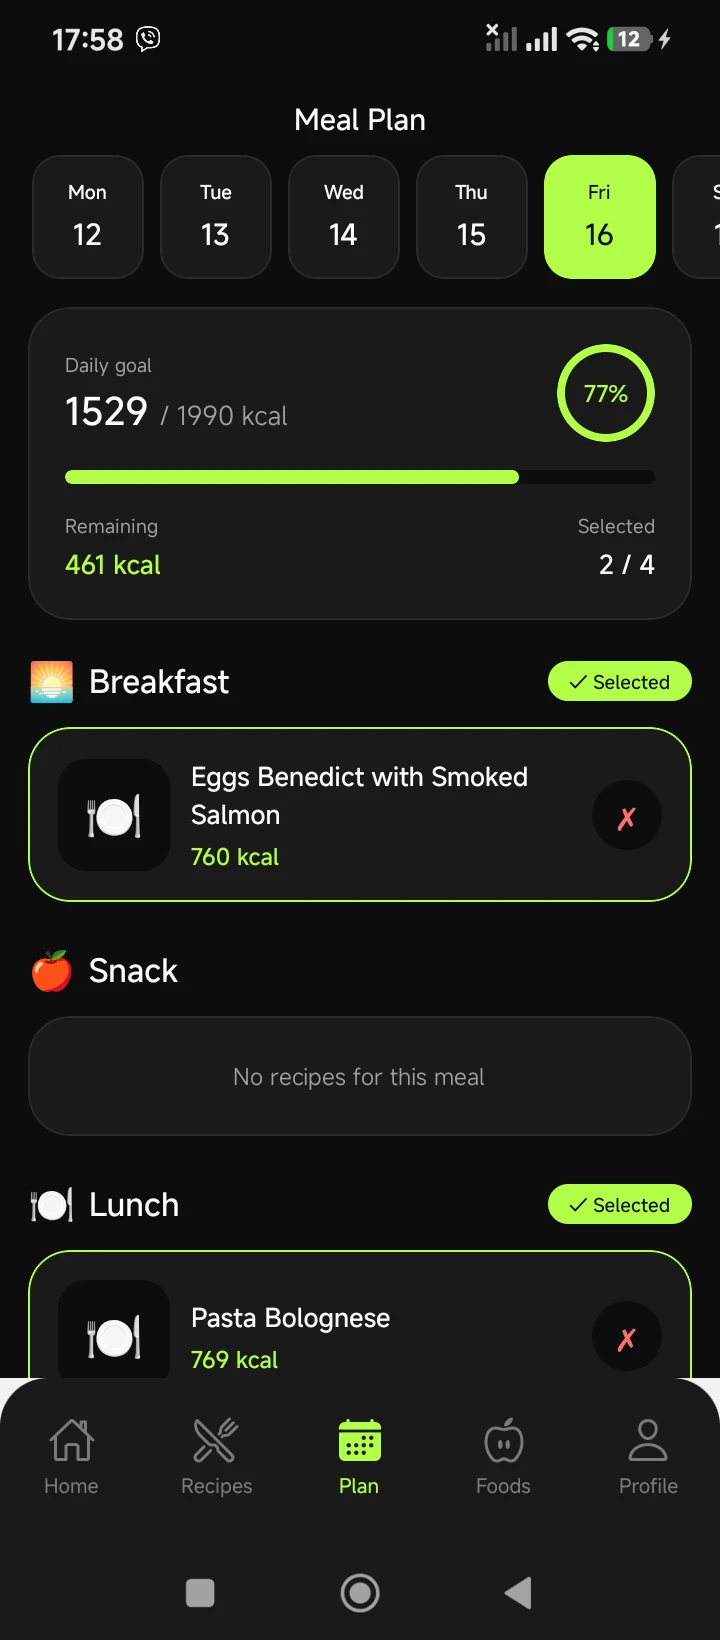 17:58
12
Meal Plan
Mon Tue Wed Thu Fri
12 13 14 15 16
Daily goal
1529 / 1990 kcal
77%
Remaining Selected
461 kcal 2 / 4
Breakfast
✓ Selected
Eggs Benedict with Smoked
Salmon
760 kcal
✗
Snack
No recipes for this meal
Lunch
✓ Selected
Pasta Bolognese
769 kcal
✗
Home Recipes Plan Foods Profile